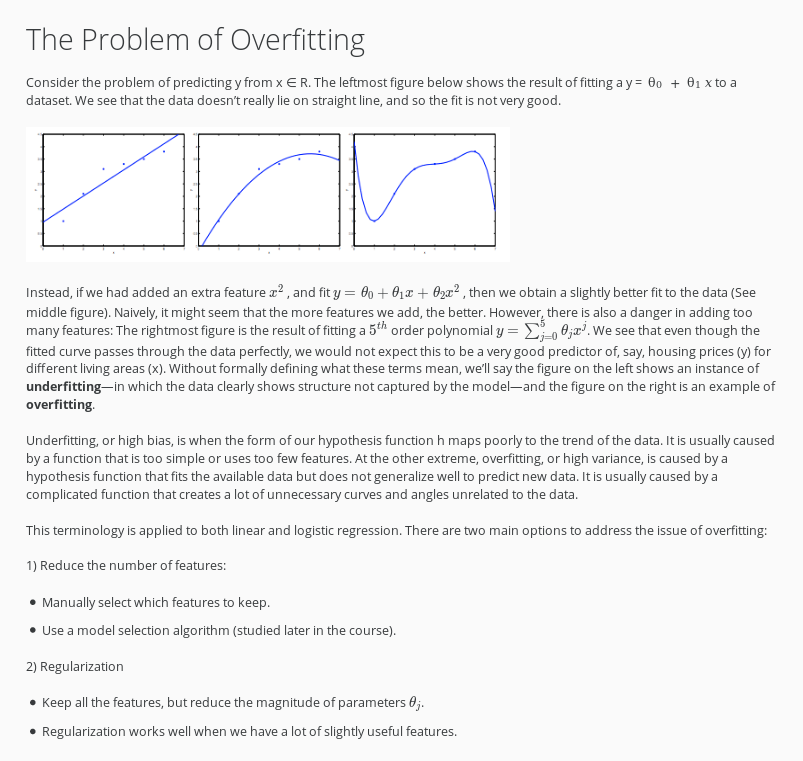 The Problem of Overfitting
Consider the problem of predicting y from x ∈ R. The leftmost figure below shows the result of fitting a y = θ₀ + θ₁ x to a
dataset. We see that the data doesn't really lie on straight line, and so the fit is not very good.
Instead, if we had added an extra feature x² , and fit y = θ₀ + θ₁x + θ₂x² , then we obtain a slightly better fit to the data (See
middle figure). Naively, it might seem that the more features we add, the better. However, there is also a danger in adding too
many features: The rightmost figure is the result of fitting a 5ᵗʰ order polynomial y = ∑⁵ⱼ₌₀ θⱼxʲ. We see that even though the
fitted curve passes through the data perfectly, we would not expect this to be a very good predictor of, say, housing prices (y) for
different living areas (x). Without formally defining what these terms mean, we'll say the figure on the left shows an instance of
underfitting—in which the data clearly shows structure not captured by the model—and the figure on the right is an example of
overfitting.
Underfitting, or high bias, is when the form of our hypothesis function h maps poorly to the trend of the data. It is usually caused
by a function that is too simple or uses too few features. At the other extreme, overfitting, or high variance, is caused by a
hypothesis function that fits the available data but does not generalize well to predict new data. It is usually caused by a
complicated function that creates a lot of unnecessary curves and angles unrelated to the data.
This terminology is applied to both linear and logistic regression. There are two main options to address the issue of overfitting:
1) Reduce the number of features:
• Manually select which features to keep.
• Use a model selection algorithm (studied later in the course).
2) Regularization
• Keep all the features, but reduce the magnitude of parameters θⱼ.
• Regularization works well when we have a lot of slightly useful features.